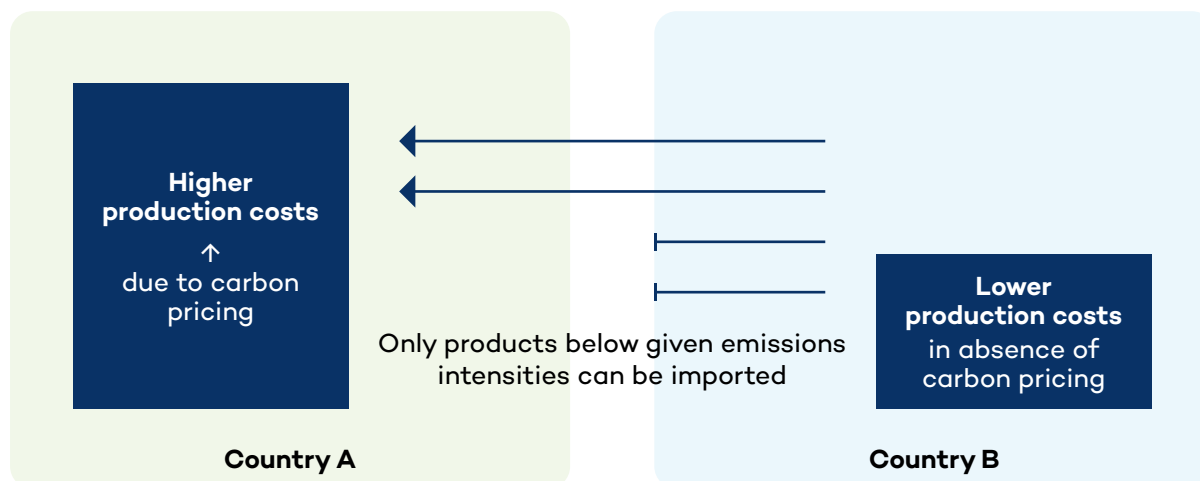 Higher
production costs
↑
due to carbon
pricing
Only products below given emissions
intensities can be imported
Lower
production costs
in absence of
carbon pricing
Country A
Country B